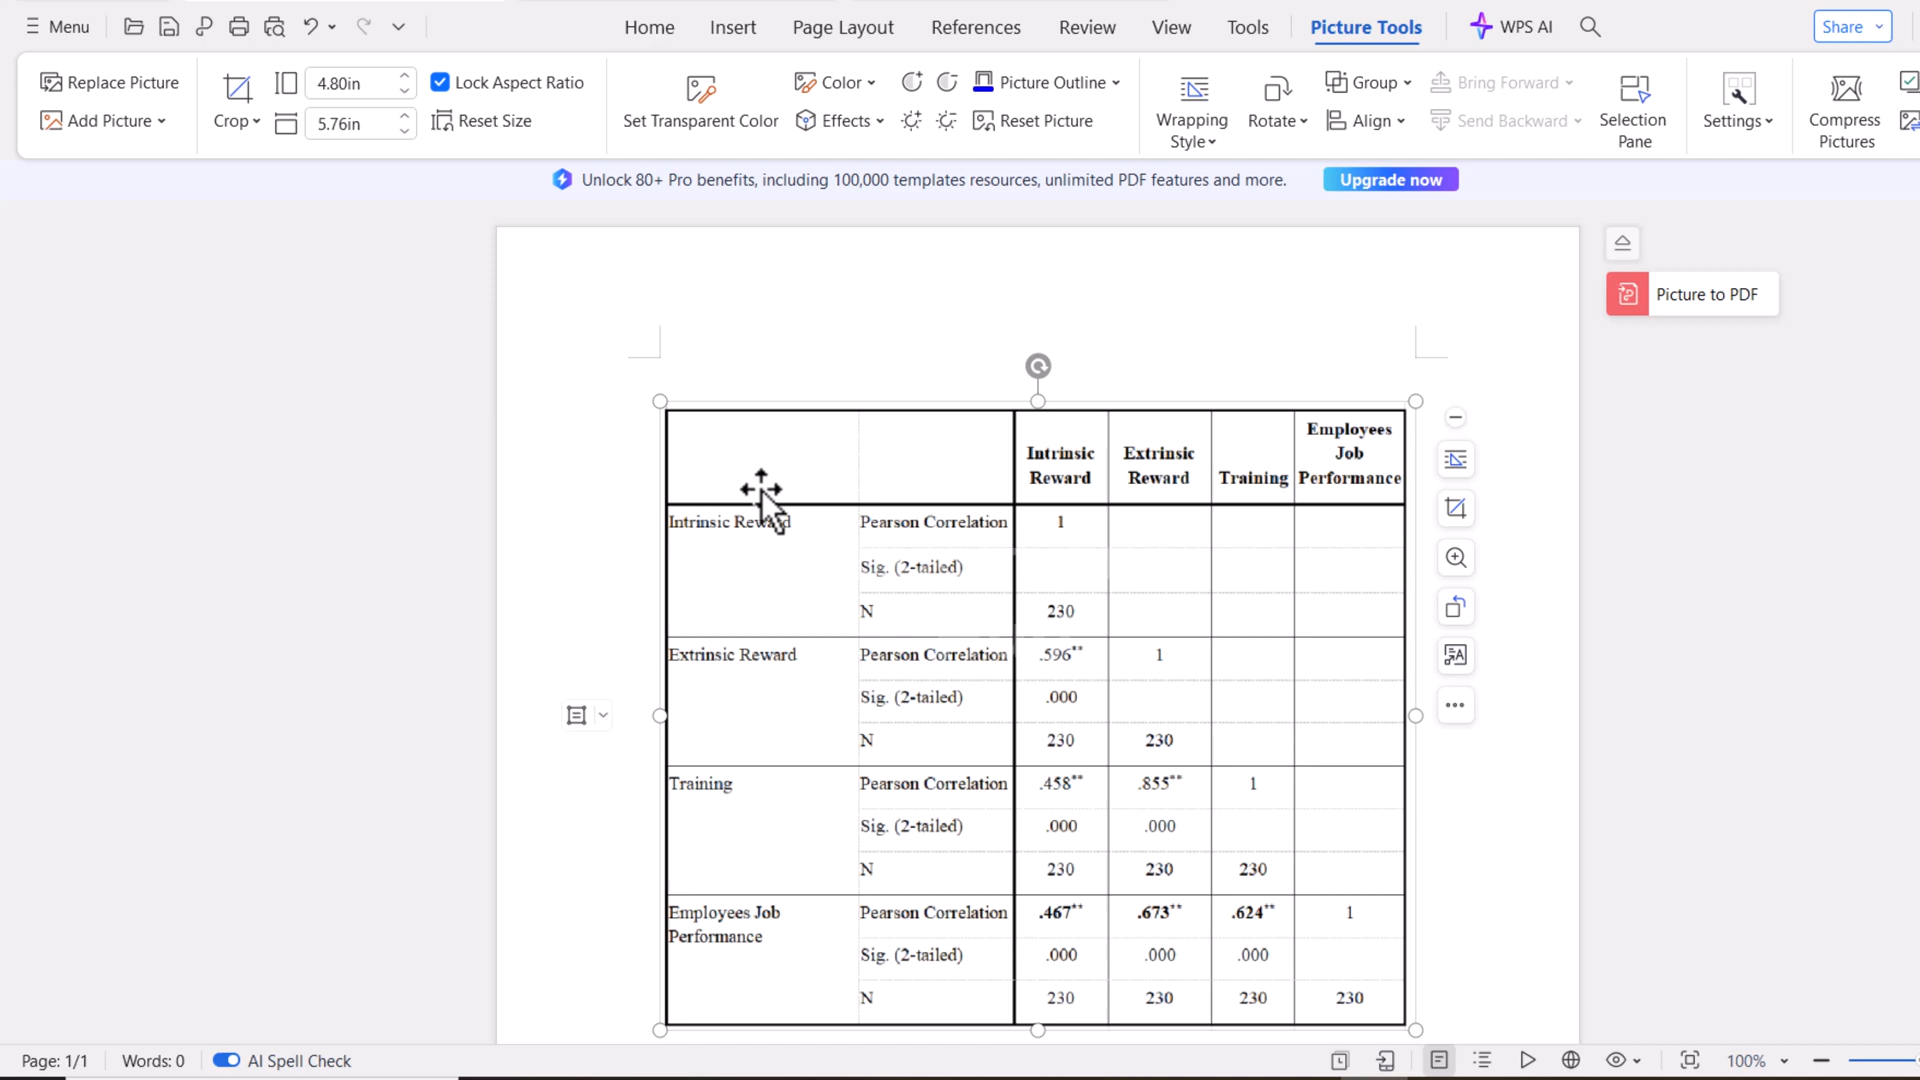 Menu Home Insert Page Layout References Review View Tools Picture Tools WPS AI Share
Replace Picture 4.80in Lock Aspect Ratio Color Picture Outline Group Bring Forward
Add Picture Crop 5.76in Reset Size Set Transparent Color Effects Reset Picture Wrapping Style Rotate Align Send Backward Selection Pane Settings Compress Pictures
Unlock 80+ Pro benefits, including 100,000 templates resources, unlimited PDF features and more. Upgrade now
Picture to PDF
Intrinsic Reward Extrinsic Reward Training Employees Job Performance
Intrinsic Reward Pearson Correlation 1
Sig. (2-tailed)
N 230
Extrinsic Reward Pearson Correlation .596** 1
Sig. (2-tailed) .000
N 230 230
Training Pearson Correlation .458** .855** 1
Sig. (2-tailed) .000 .000
N 230 230 230
Employees Job Performance Pearson Correlation .467** .673** .624** 1
Sig. (2-tailed) .000 .000 .000
N 230 230 230 230
Page: 1/1 Words: 0 AI Spell Check 100%